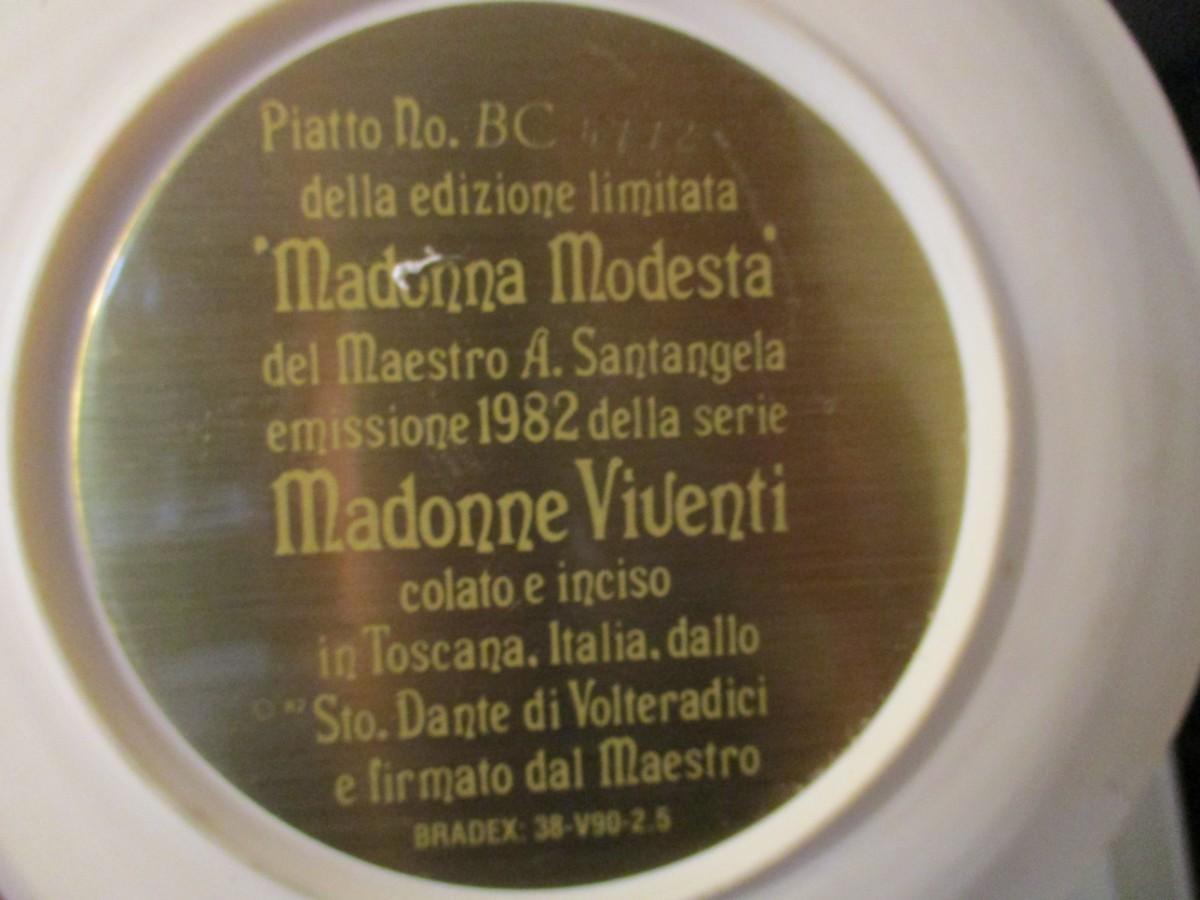 Piatto No. BC
della edizione limitata
"Madonna Modesta"
del Maestro A. Santangela
emissione 1982 della serie
Madonne Viventi
colato e inciso
in Toscana, Italia, dallo
Sto. Dante di Volteradici
e firmato dal Maestro
BRADEX: 38-V90-2.5